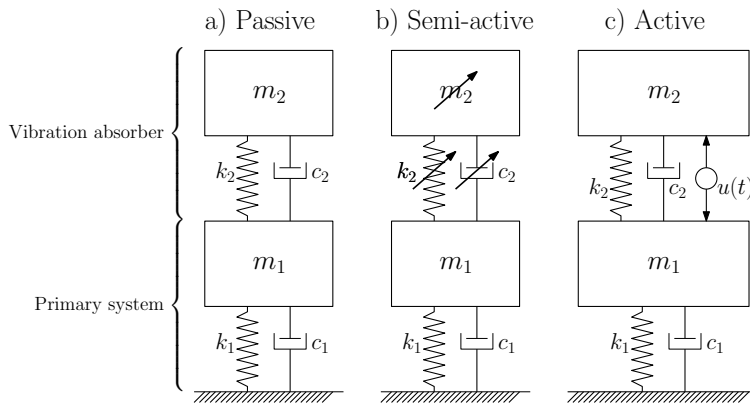 a) Passive b) Semi-active c) Active
m₂ m₂ m₂
Vibration absorber
k₂ c₂ k₂ c₂ k₂ c₂ u(t)
m₁ m₁ m₁
Primary system
k₁ c₁ k₁ c₁ k₁ c₁